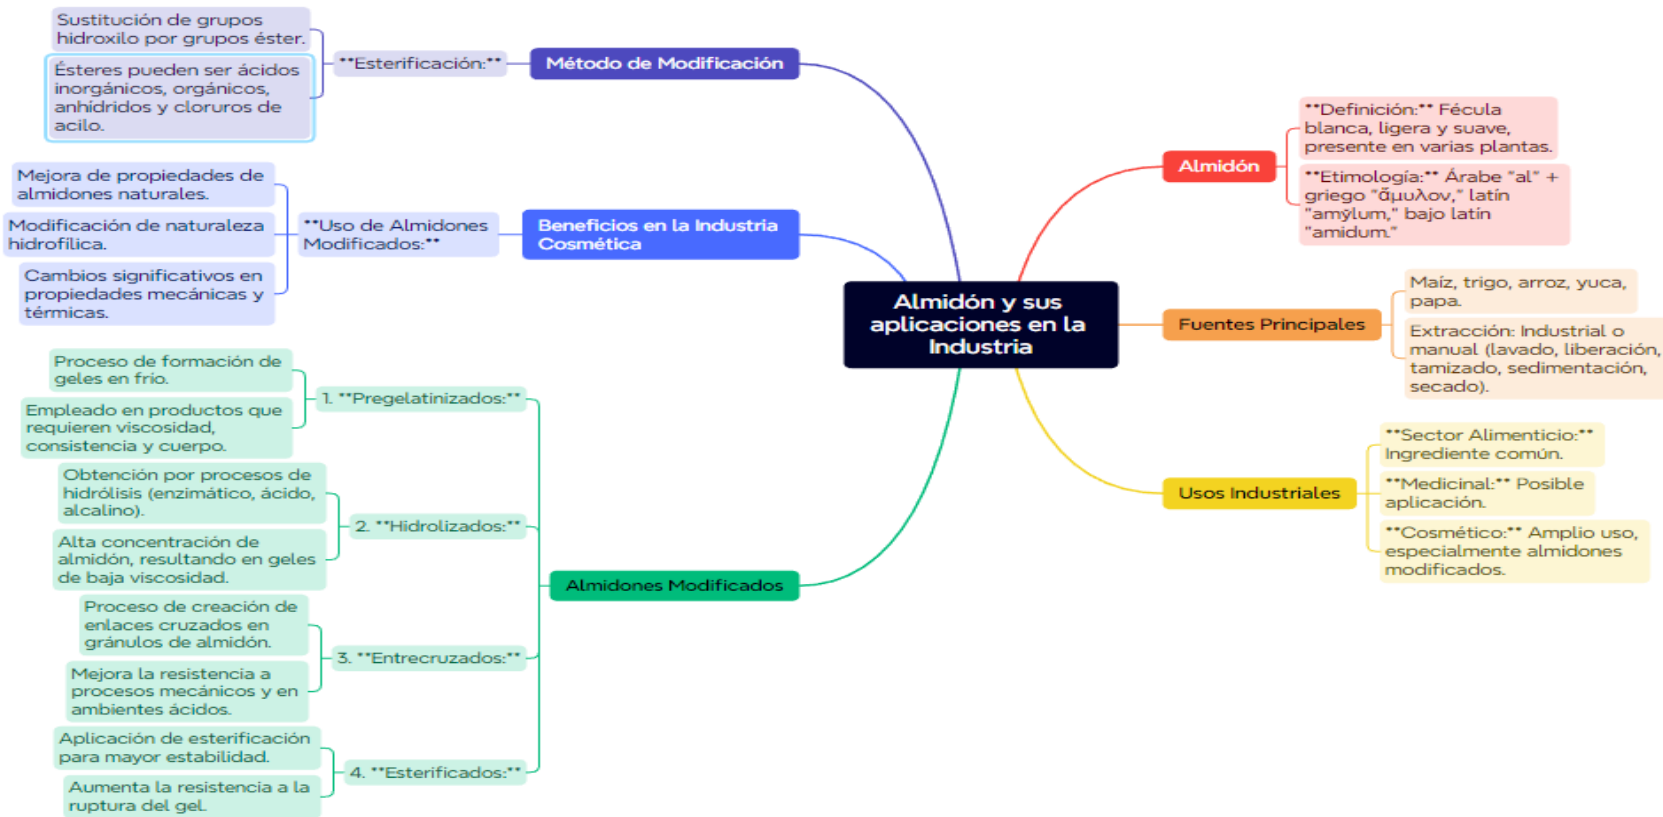 Almidón y sus
aplicaciones en la
Industria
Almidón
**Definición:** Fécula
blanca, ligera y suave,
presente en varias plantas.
**Etimología:** Árabe "al" +
griego "ἄμυλον," latín
"amўlum," bajo latín
"amidum."
Fuentes Principales
Maíz, trigo, arroz, yuca,
papa.
Extracción: Industrial o
manual (lavado, liberación,
tamizado, sedimentación,
secado).
Usos Industriales
**Sector Alimenticio:**
Ingrediente común.
**Medicinal:** Posible
aplicación.
**Cosmético:** Amplio uso,
especialmente almidones
modificados.
Método de Modificación
**Esterificación:**
Sustitución de grupos
hidroxilo por grupos éster.
Ésteres pueden ser ácidos
inorgánicos, orgánicos,
anhídridos y cloruros de
acilo.
Beneficios en la Industria
Cosmética
**Uso de Almidones
Modificados:**
Mejora de propiedades de
almidones naturales.
Modificación de naturaleza
hidrofílica.
Cambios significativos en
propiedades mecánicas y
térmicas.
Almidones Modificados
1. **Pregelatinizados:**
Proceso de formación de
geles en frío.
Empleado en productos que
requieren viscosidad,
consistencia y cuerpo.
2. **Hidrolizados:**
Obtención por procesos de
hidrólisis (enzimático, ácido,
alcalino).
Alta concentración de
almidón, resultando en geles
de baja viscosidad.
3. **Entrecruzados:**
Proceso de creación de
enlaces cruzados en
gránulos de almidón.
Mejora la resistencia a
procesos mecánicos y en
ambientes ácidos.
4. **Esterificados:**
Aplicación de esterificación
para mayor estabilidad.
Aumenta la resistencia a la
ruptura del gel.